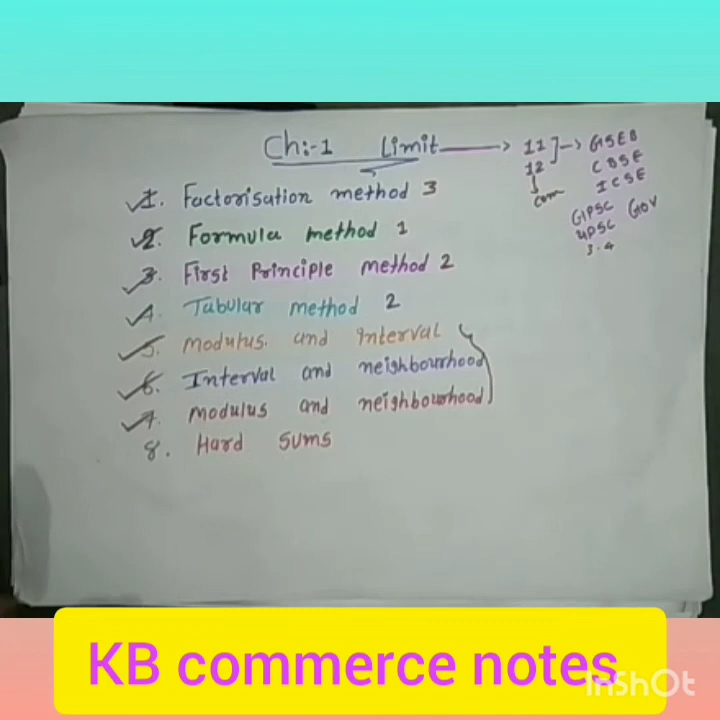 Ch:-1 Limit → 11 ] → GSEB
12 CBSE
com ICSE
GPSC GOV
UPSC
3.4
1. Factorisation method 3
2. Formula method 1
3. First Principle method 2
4. Tabular method 2
5. Modulus and Interval
6. Interval and neighbourhood
7. Modulus and neighbourhood
8. Hard Sums
KB commerce notes
InShOt